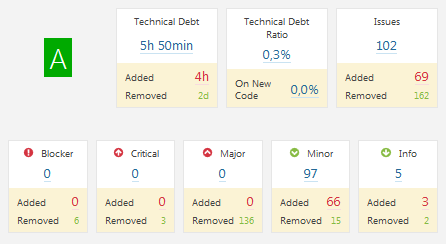 A
Technical Debt
5h 50min
Added 4h
Removed 2d
Technical Debt
Ratio
0,3%
On New
Code 0,0%
Issues
102
Added 69
Removed 162
Blocker
0
Added 0
Removed 6
Critical
0
Added 0
Removed 3
Major
0
Added 0
Removed 136
Minor
97
Added 66
Removed 15
Info
5
Added 3
Removed 2